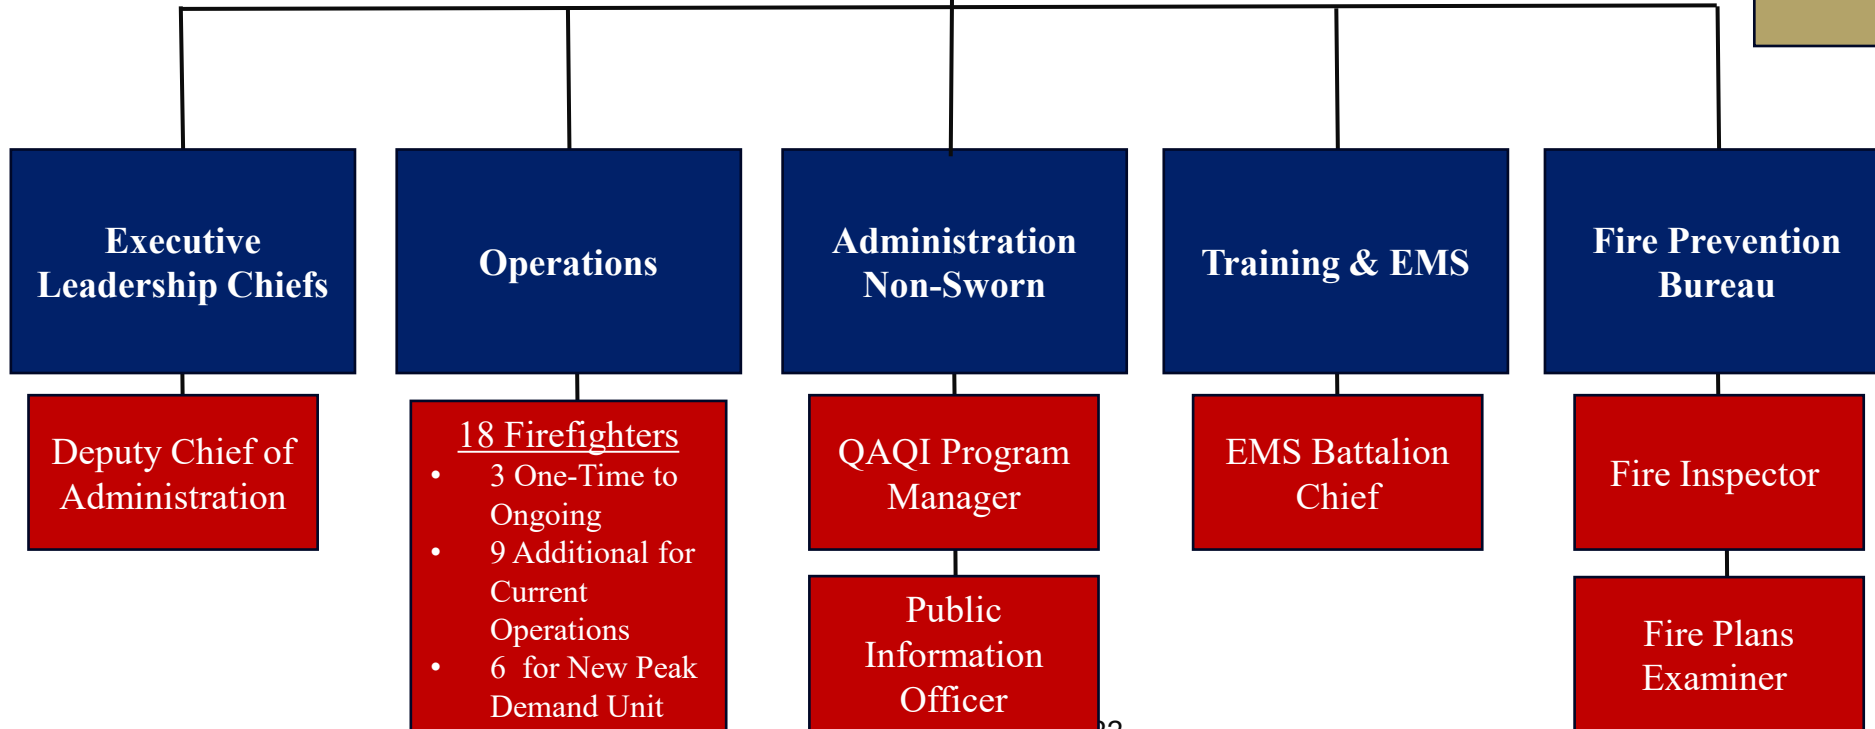 Executive
Leadership Chiefs
Operations
Administration
Non-Sworn
Training & EMS
Fire Prevention
Bureau
Deputy Chief of
Administration
18 Firefighters
• 3 One-Time to
Ongoing
• 9 Additional for
Current
Operations
• 6 for New Peak
Demand Unit
QAQI Program
Manager
Public
Information
Officer
EMS Battalion
Chief
Fire Inspector
Fire Plans
Examiner